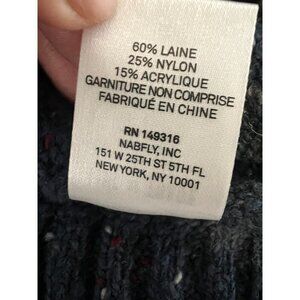 60% LAINE
25% NYLON
15% ACRYLIQUE
GARNITURE NON COMPRISE
FABRIQUÉ EN CHINE
RN 149316
NABFLY, INC
151 W 25TH ST 5TH FL
NEW YORK, NY 10001